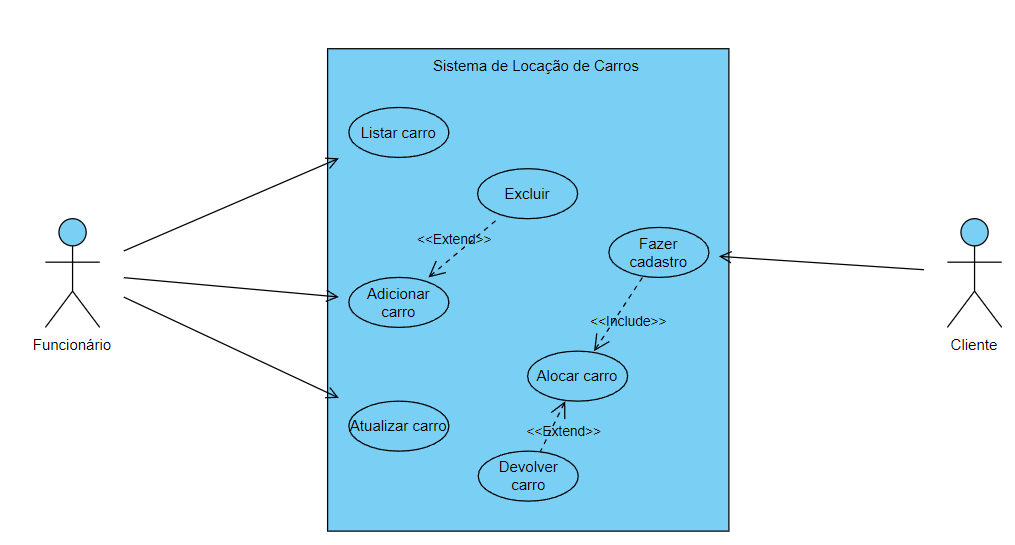 Sistema de Locação de Carros
Listar carro
Excluir
<<Extend>>
Fazer
cadastro
Adicionar
carro
<<Include>>
Funcionário
Cliente
Alocar carro
Atualizar carro
<<Extend>>
Devolver
carro